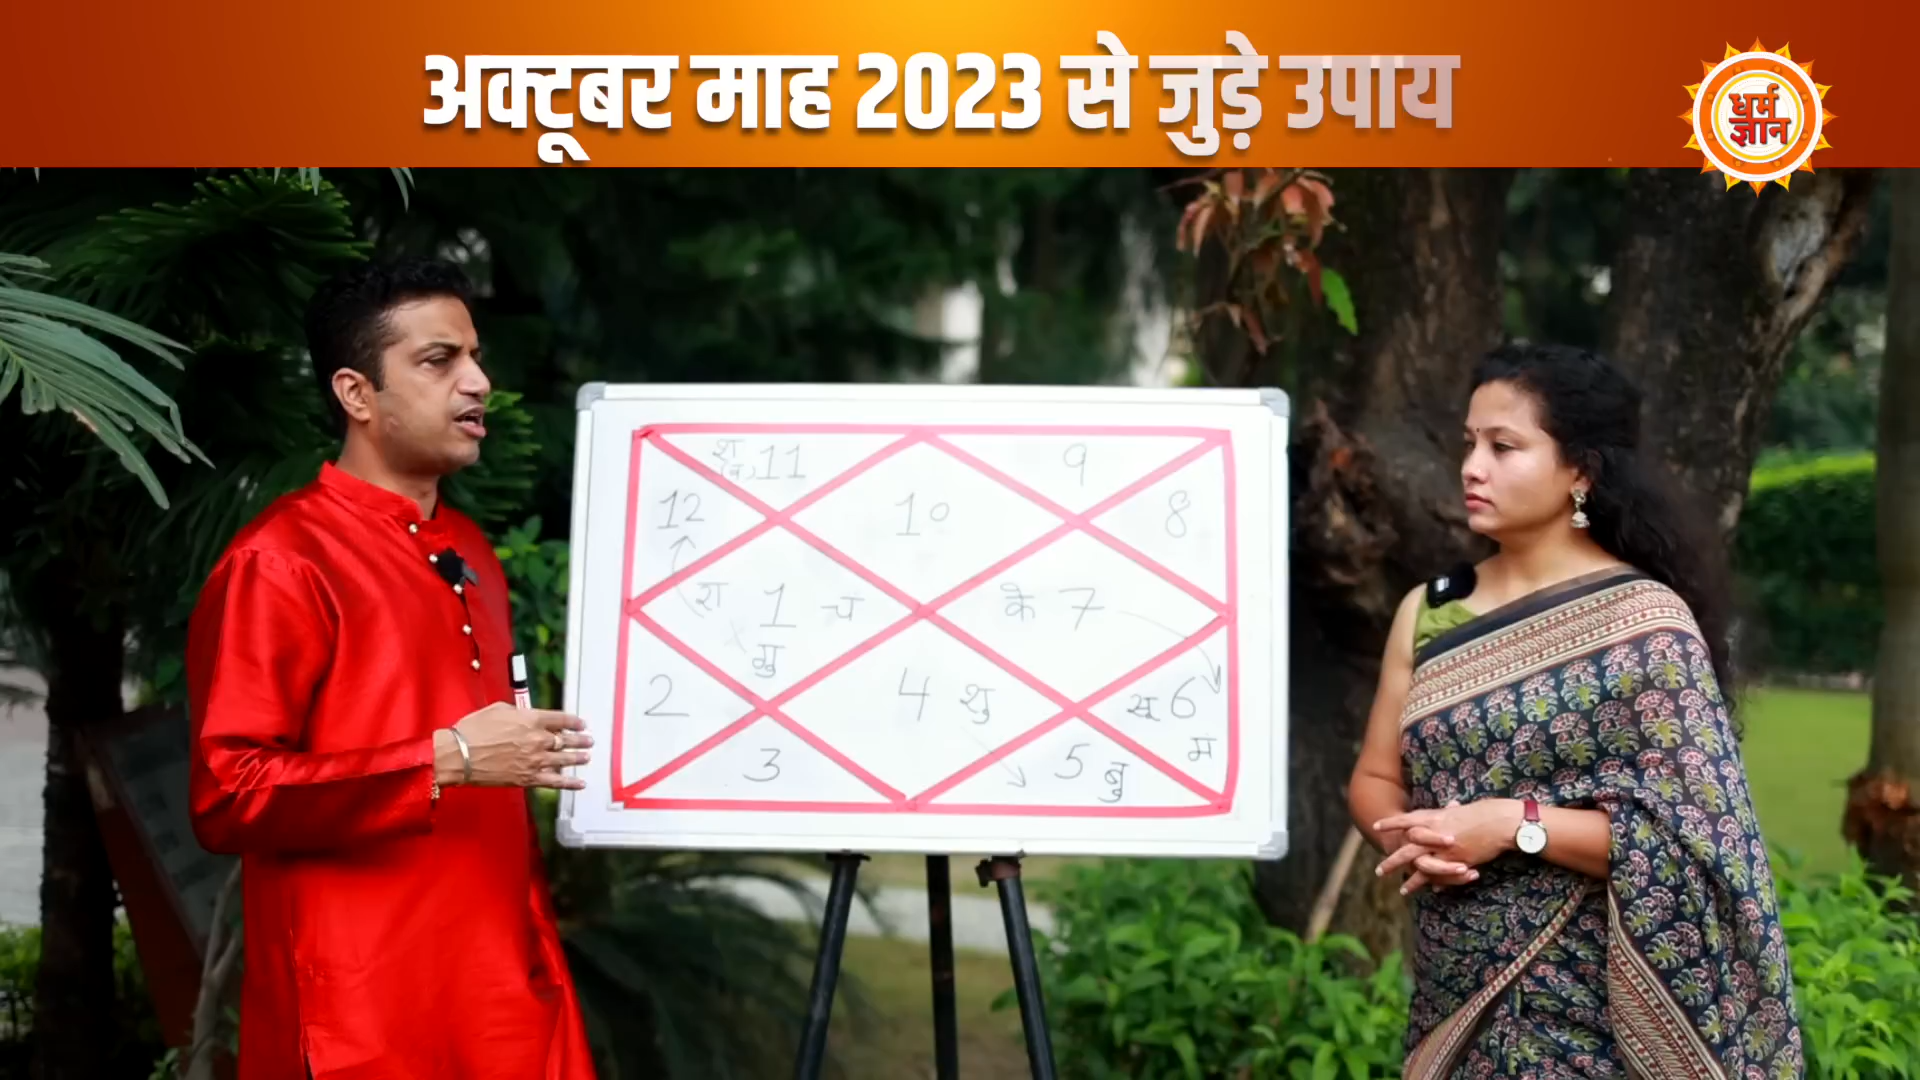 अक्टूबर माह 2023 से जुड़े उपाय
धर्म
ज्ञान
श 11
(व)
9
12
10
8
रा 1 च
के 7
गु
2
4 शु
सू 6
म
3
5 बु